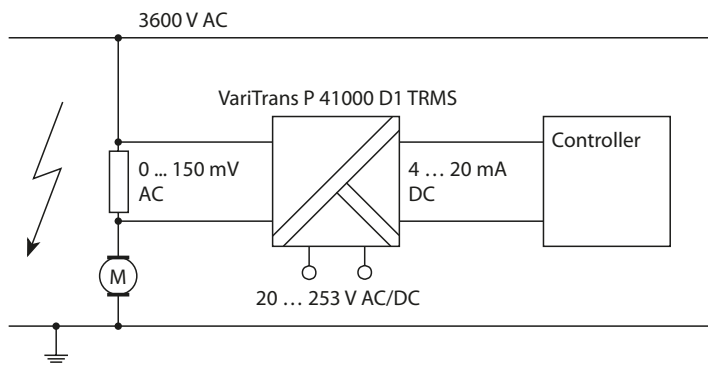 3600 V AC
VariTrans P 41000 D1 TRMS
0 ... 150 mV
AC
4 … 20 mA
DC
Controller
M
20 … 253 V AC/DC